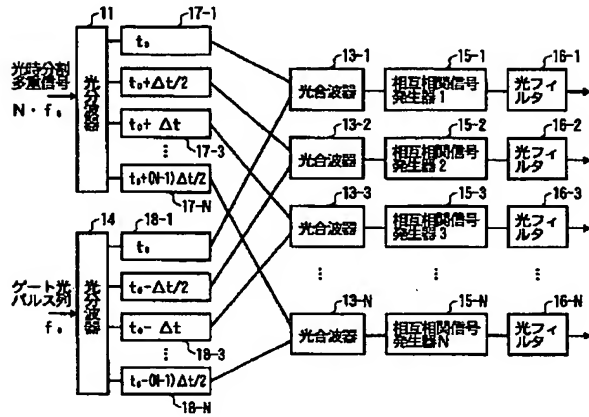 11
17-1
光時分割
多重信号
N・f₀
光分波器
t₀
t₀+Δt/2
t₀+ Δt
⋮
17-3
t₀+(N-1)Δt/2
17-N
14
18-1
ゲート光
パルス列
f₀
光分波器
t₀
t₀-Δt/2
t₀- Δt
⋮
18-3
t₀-(N-1)Δt/2
18-N
13-1
光合波器
15-1
相互相関信号
発生器1
16-1
光フィ
ルタ
13-2
光合波器
15-2
相互相関信号
発生器2
16-2
光フィ
ルタ
13-3
光合波器
15-3
相互相関信号
発生器3
16-3
光フィ
ルタ
⋮
⋮
⋮
13-N
光合波器
15-N
相互相関信号
発生器N
16-N
光フィ
ルタ